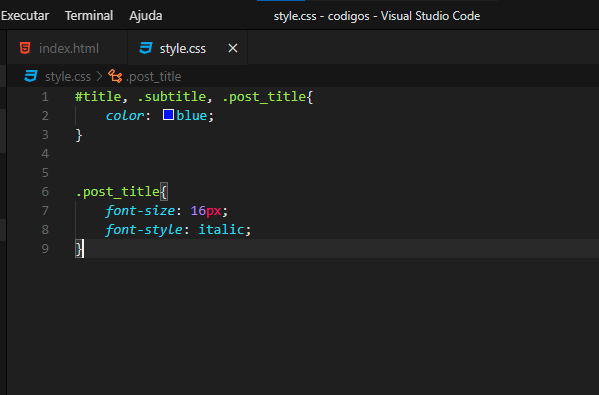 Executar Terminal Ajuda style.css - codigos - Visual Studio Code
index.html style.css ×
style.css > .post_title
1 #title, .subtitle, .post_title{
2 color: blue;
3 }
4
5
6 .post_title{
7 font-size: 16px;
8 font-style: italic;
9 }